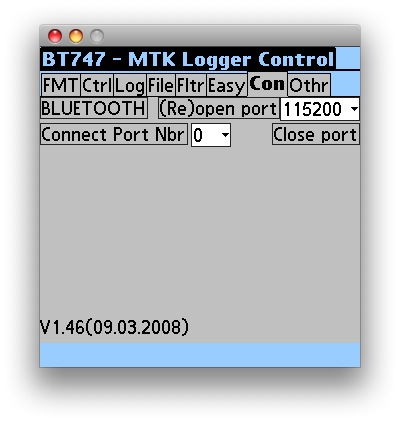 BT747 - MTK Logger Control
FMT Ctrl Log File Fltr Easy Con Othr
BLUETOOTH (Re)open port 115200
Connect Port Nbr 0 Close port
V1.46(09.03.2008)